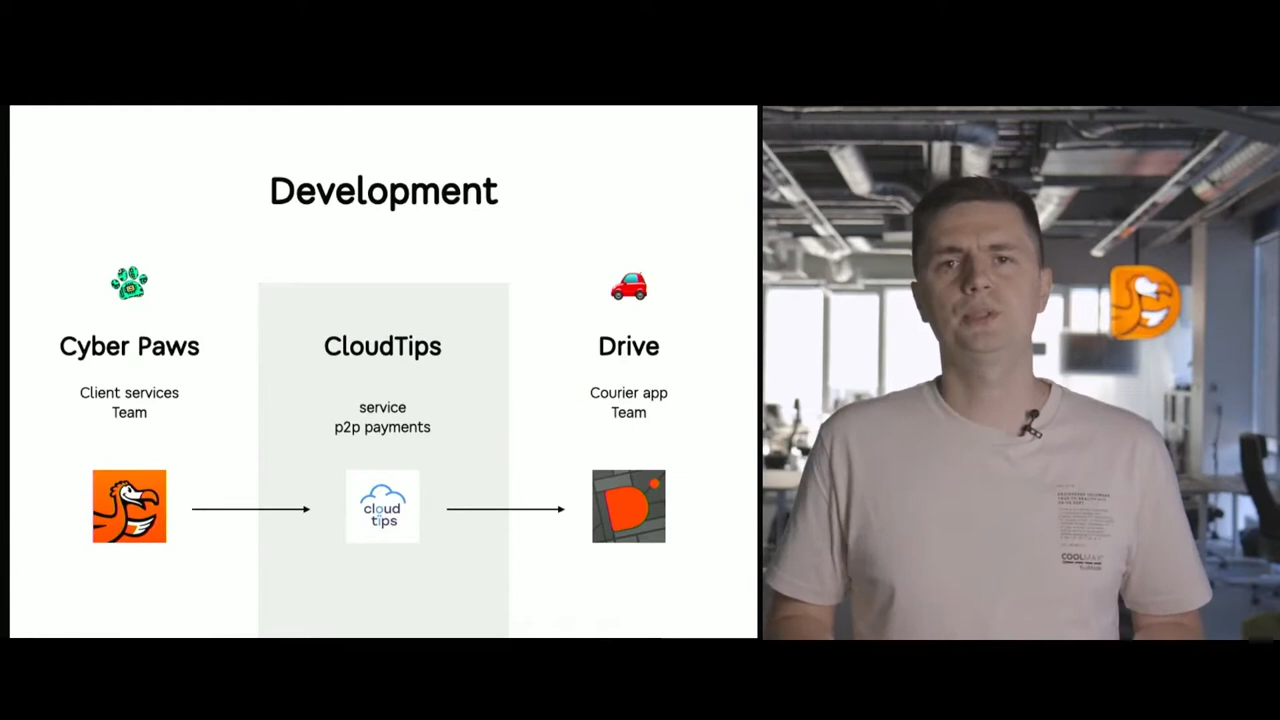 Development
Cyber Paws
Client services
Team
CloudTips
service
p2p payments
cloud
tips
Drive
Courier app
Team
COOLMAX